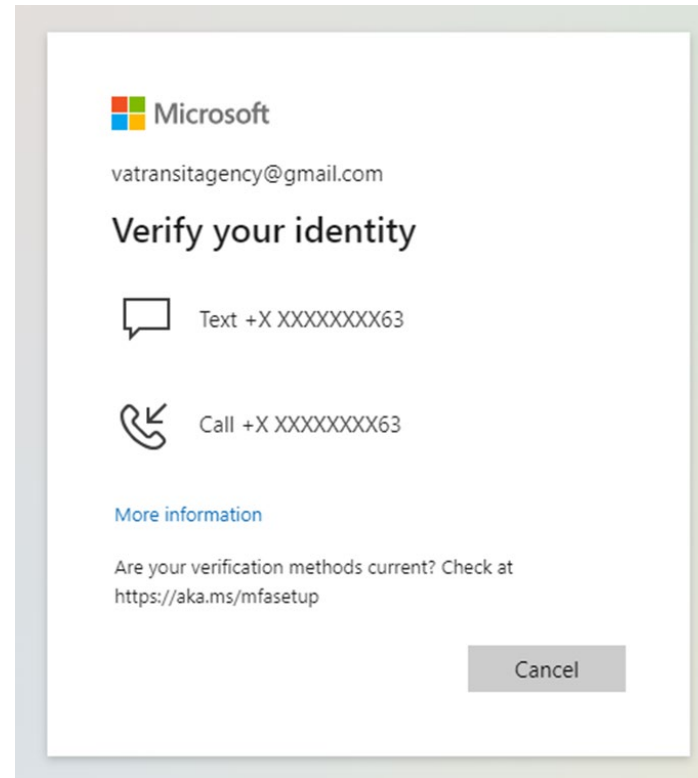 Microsoft
vatransitagency@gmail.com
Verify your identity
Text +X XXXXXXXX63
Call +X XXXXXXXX63
More information
Are your verification methods current? Check at
https://aka.ms/mfasetup
Cancel